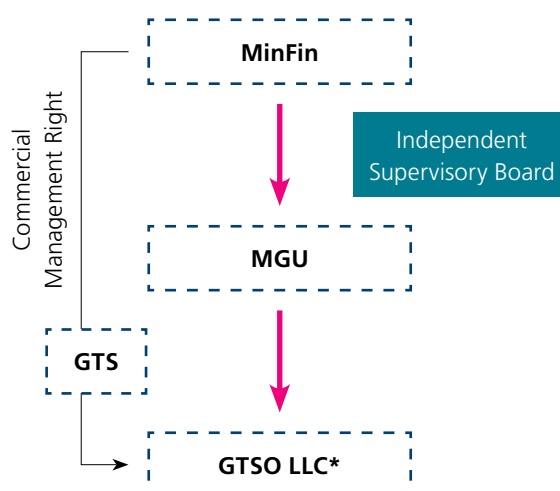 MinFin
Commercial
Management Right
Independent
Supervisory Board
MGU
GTS
GTSO LLC*